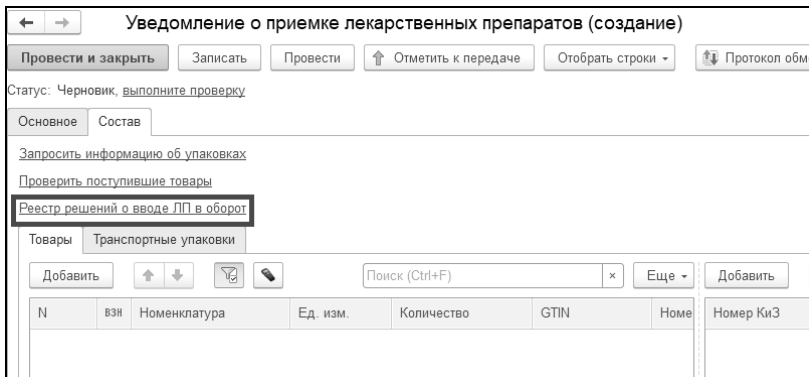 Уведомление о приемке лекарственных препаратов (создание)
Провести и закрыть Записать Провести Отметить к передаче Отобрать строки Протокол обм
Статус: Черновик, выполните проверку
Основное Состав
Запросить информацию об упаковках
Проверить поступившие товары
Реестр решений о вводе ЛП в оборот
Товары Транспортные упаковки
Добавить Поиск (Ctrl+F) × Еще Добавить
N ВЗН Номенклатура Ед. изм. Количество GTIN Номе Номер КиЗ